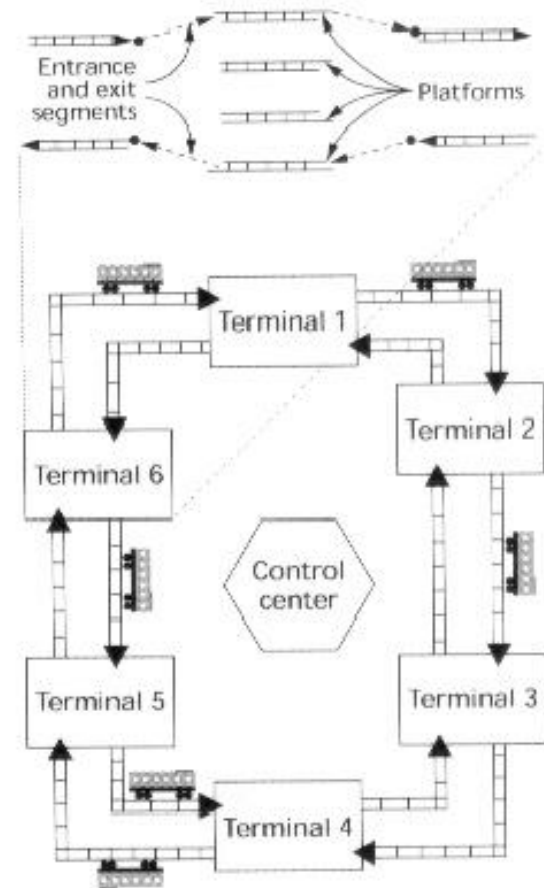 Entrance
and exit
segments
Platforms
Terminal 1
Terminal 2
Terminal 6
Control
center
Terminal 5
Terminal 3
Terminal 4